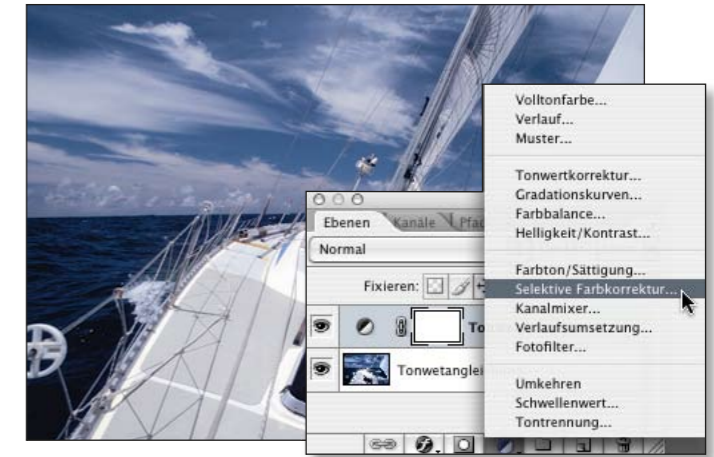 Volltonfarbe...
Verlauf...
Muster...
Tonwertkorrektur...
Gradationskurven...
Farbbalance...
Helligkeit/Kontrast...
Farbton/Sättigung...
Selektive Farbkorrektur...
Kanalmixer...
Verlaufsumsetzung...
Fotofilter...
Umkehren
Schwellenwert...
Tontrennung...
Ebenen Kanäle
Normal
Fixieren:
Tonwetanglei